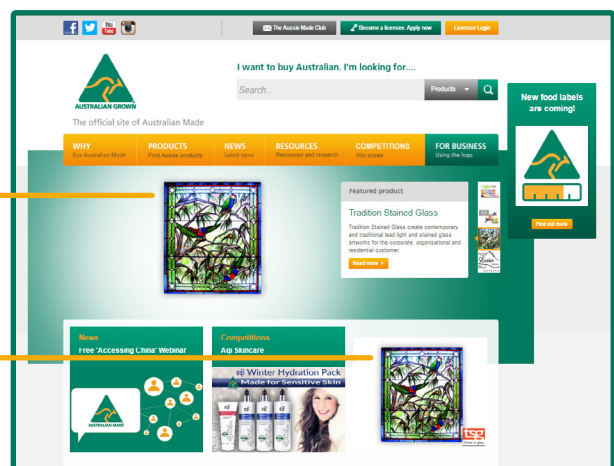 f
You
Tube
The Aussie Made Club
Become a licensee. Apply now
Licensee Login
AUSTRALIAN GROWN
The official site of Australian Made
I want to buy Australian. I'm looking for....
Search...
Products
New food labels
are coming!
Find out more
WHY
Buy Australian Made
PRODUCTS
Find Aussie products
NEWS
Latest news
RESOURCES
Resources and research
COMPETITIONS
Win prizes
FOR BUSINESS
Using the logo
Featured product
Tradition Stained Glass
Tradition Stained Glass create contemporary
and traditional lead light and stained glass
artworks for the corporate, organisational and
residential customer.
Read more
News
Free 'Accessing China' Webinar
AUSTRALIAN MADE
Competitions
Aqi Skincare
Winter Hydration Pack
Made for Sensitive Skin
tsg